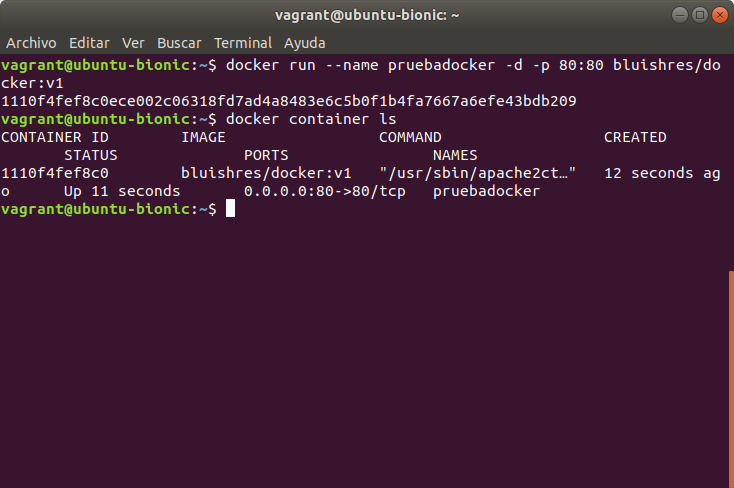 vagrant@ubuntu-bionic: ~
Archivo Editar Ver Buscar Terminal Ayuda
vagrant@ubuntu-bionic:~$ docker run --name pruebadocker -d -p 80:80 bluishres/do
cker:v1
1110f4fef8c0ece002c06318fd7ad4a8483e6c5b0f1b4fa7667a6efe43bdb209
vagrant@ubuntu-bionic:~$ docker container ls
CONTAINER ID        IMAGE                 COMMAND                  CREATED
       STATUS              PORTS                NAMES
1110f4fef8c0        bluishres/docker:v1   "/usr/sbin/apache2ct…"   12 seconds ag
o      Up 11 seconds       0.0.0.0:80->80/tcp   pruebadocker
vagrant@ubuntu-bionic:~$